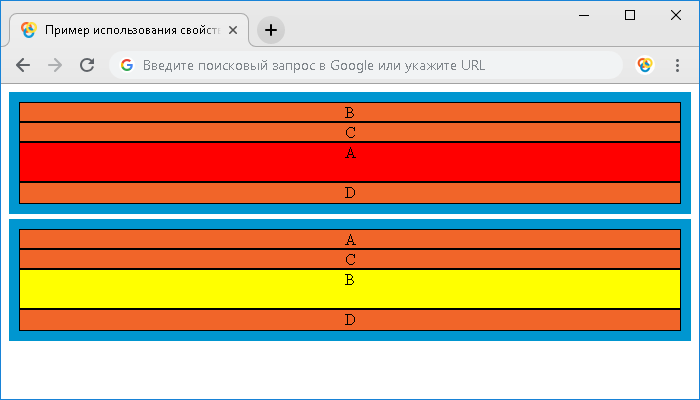 Пример использования свойств
Введите поисковый запрос в Google или укажите URL
B
C
A
D
A
C
B
D